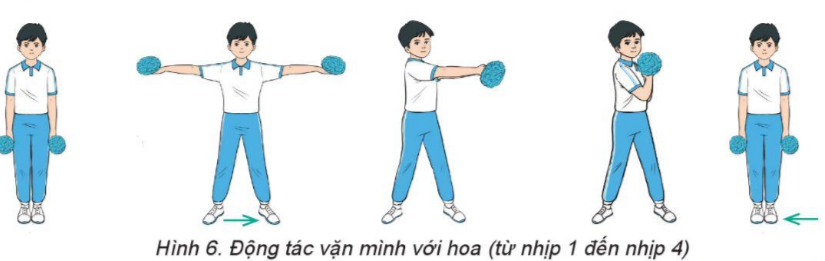 Hình 6. Động tác vặn mình với hoa (từ nhịp 1 đến nhịp 4)